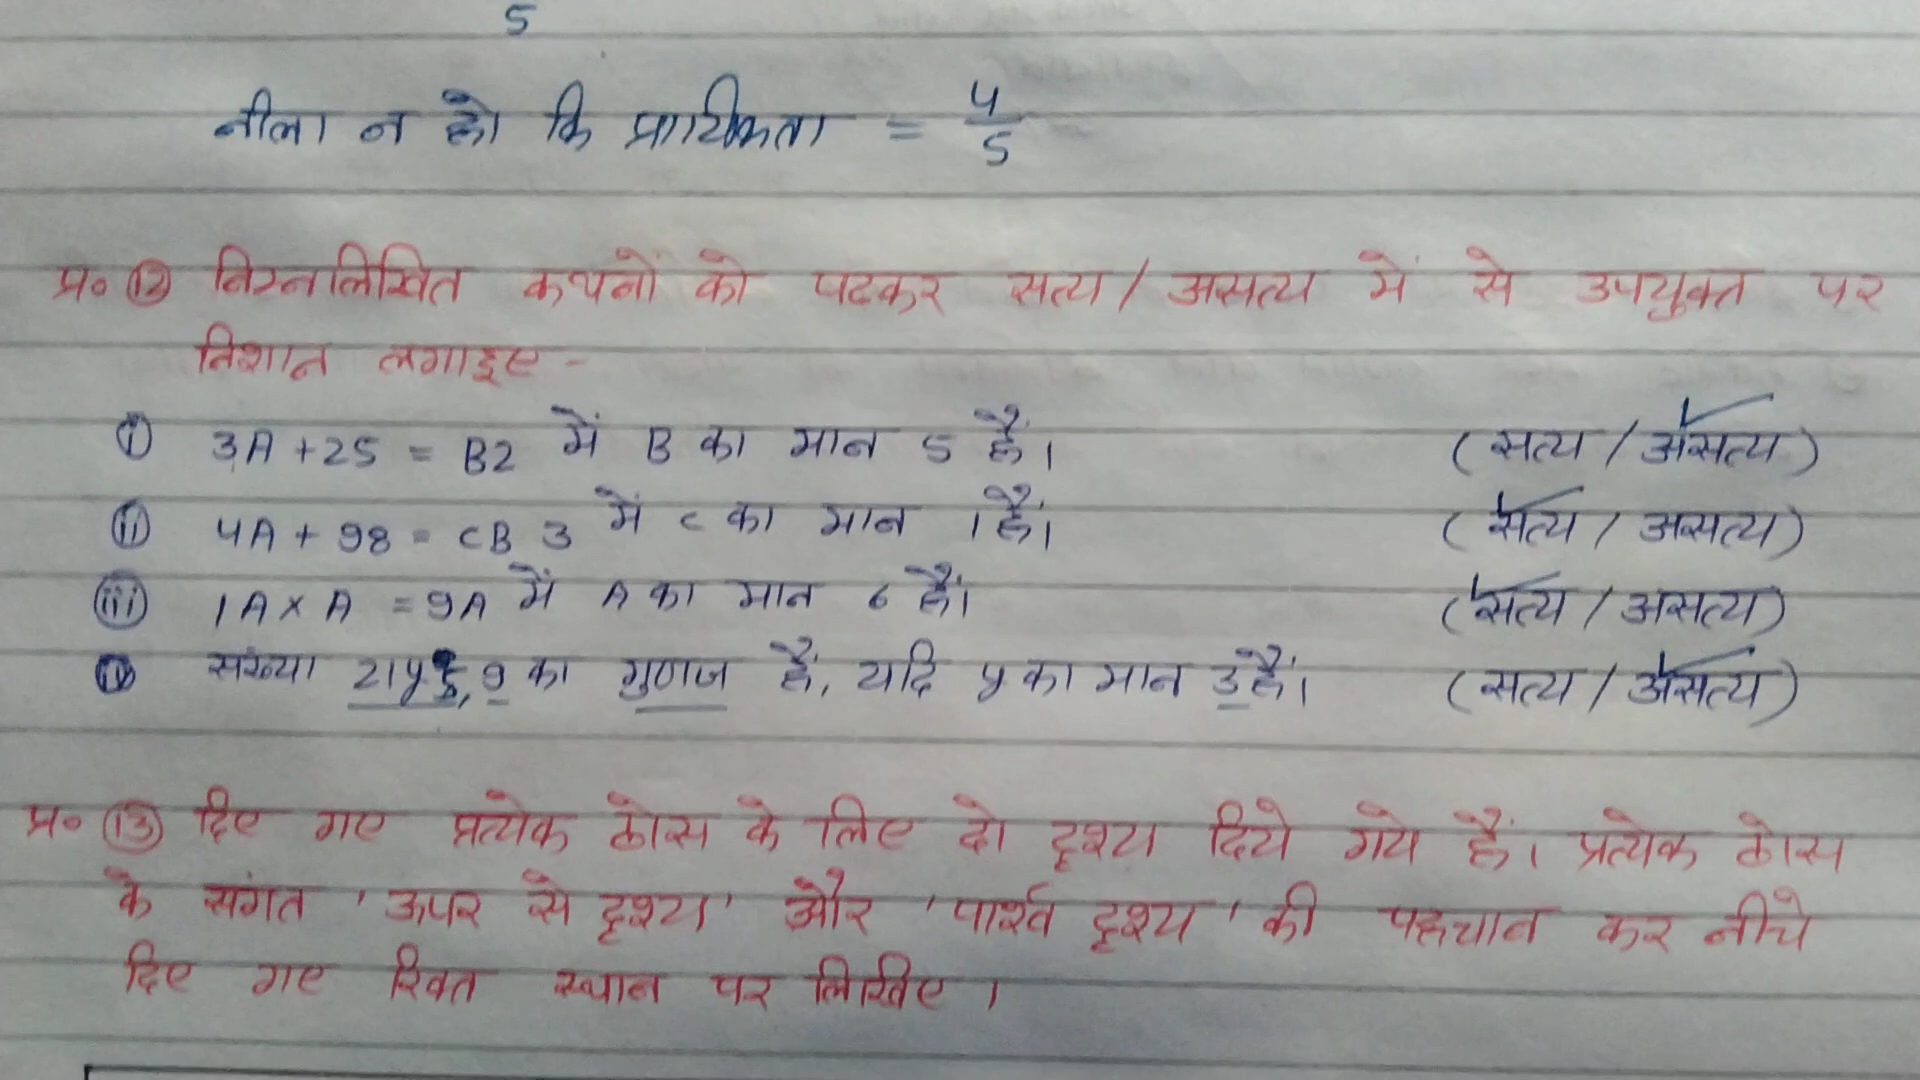 5
नीला न हो कि प्रायिकता = 4/5
प्र० (12) निम्नलिखित कथनों को पढकर सत्य / असत्य में से उपयुक्त पर
निशान लगाइए -
(i) 3A + 25 = B2 में B का मान 5 है। (सत्य / असत्य)
(ii) 4A + 98 = CB3 में C का मान 1 है। (सत्य / असत्य)
(iii) 1A × A = 9A में A का मान 6 है। (सत्य / असत्य)
(iv) संख्या 21y5, 9 का गुणज है, यदि y का मान 3 है। (सत्य / असत्य)
प्र० (13) दिए गए प्रत्येक ठोस के लिए दो दृश्य दिये गये हैं। प्रत्येक ठोस
के संगत 'ऊपर से दृश्य' और 'पार्श्व दृश्य' की पहचान कर नीचे
दिए गए रिक्त स्थान पर लिखिए।